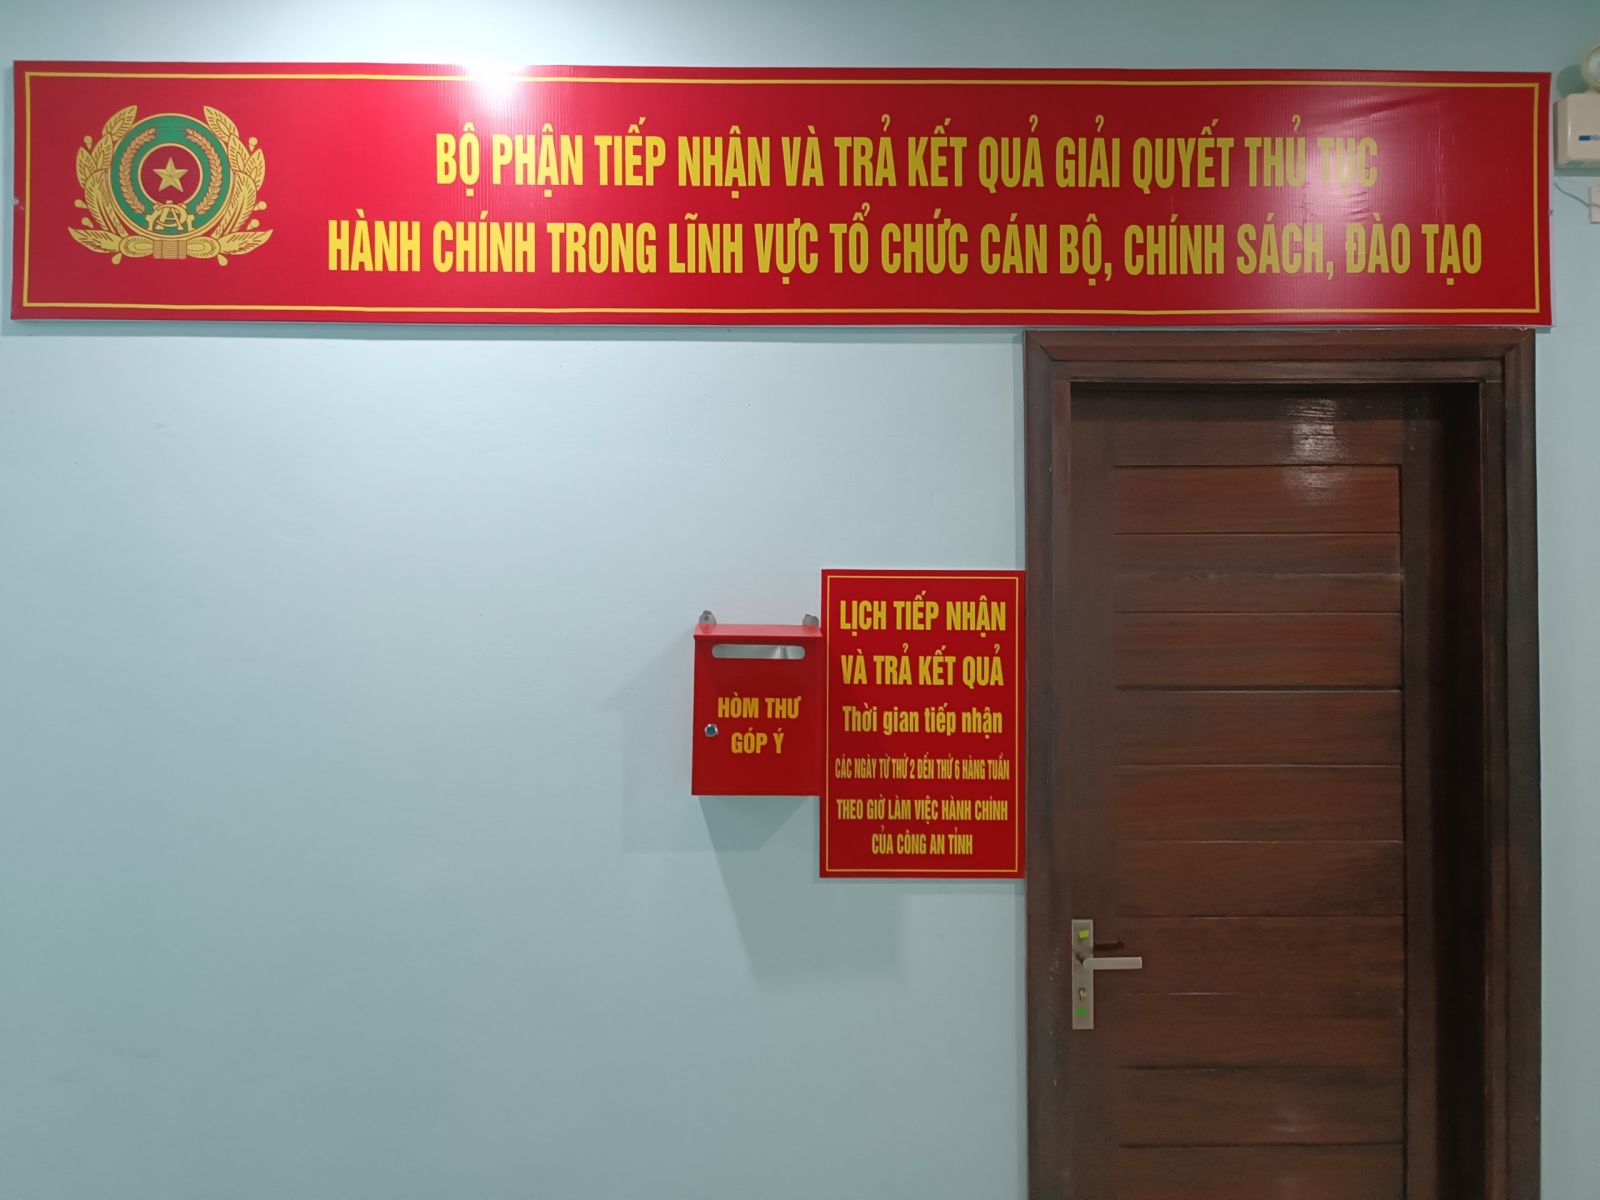 BỘ PHẬN TIẾP NHẬN VÀ TRẢ KẾT QUẢ GIẢI QUYẾT THỦ TỤC
HÀNH CHÍNH TRONG LĨNH VỰC TỔ CHỨC CÁN BỘ, CHÍNH SÁCH, ĐÀO TẠO
HÒM THƯ
GÓP Ý
LỊCH TIẾP NHẬN
VÀ TRẢ KẾT QUẢ
Thời gian tiếp nhận
CÁC NGÀY TỪ THỨ 2 ĐẾN THỨ 6 HÀNG TUẦN
THEO GIỜ LÀM VIỆC HÀNH CHÍNH
CỦA CÔNG AN TỈNH